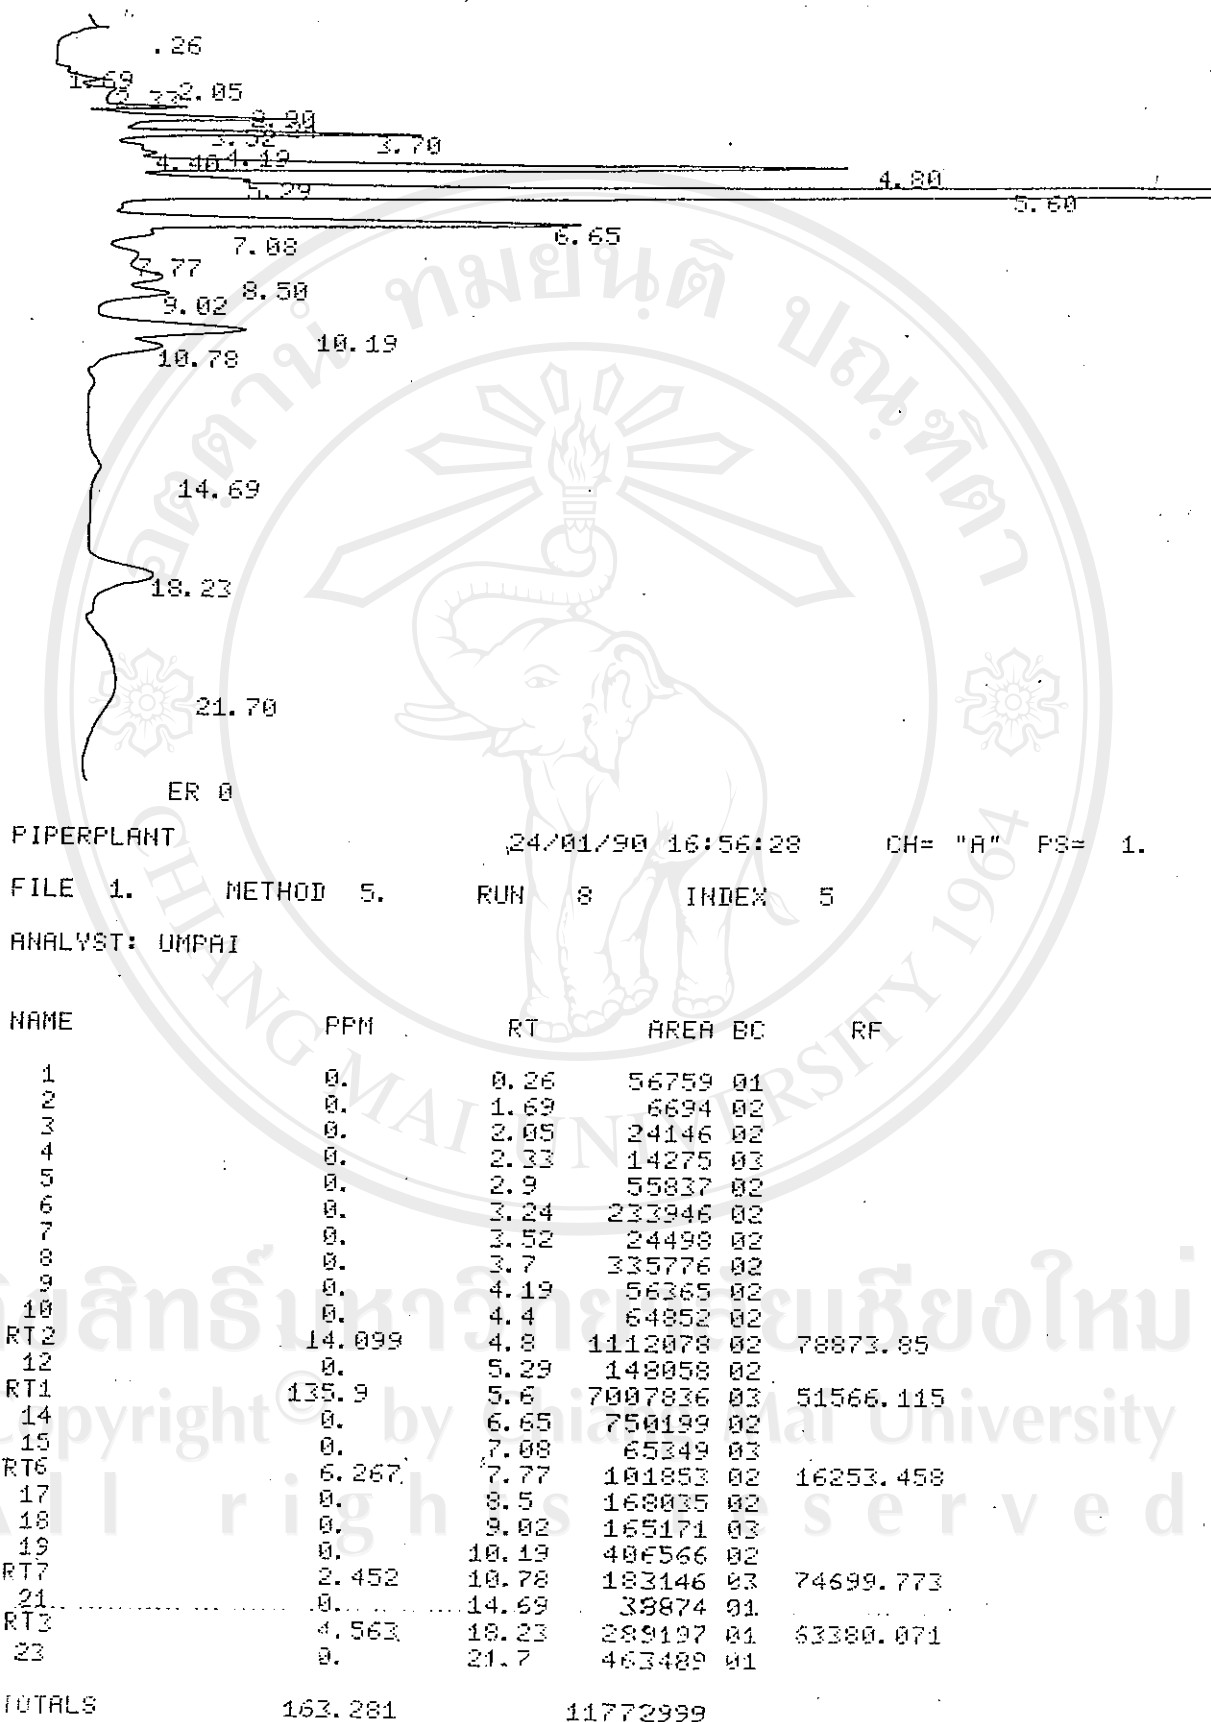 .26
1.69
2.05
2.90
3.52
3.70
4.19
4.40
4.80
5.29
5.60
6.65
7.08
7.77
8.50
9.02
10.19
10.78
14.69
18.23
21.70
ER 0
PIPERPLANT 24/01/90 16:56:28 CH= "A" PS= 1.
FILE 1. METHOD 5. RUN 8 INDEX 5
ANALYST: UMPAI
NAME PPM RT AREA BC RF
1 0. 0.26 56759 01
2 0. 1.69 6694 02
3 0. 2.05 24146 02
4 0. 2.33 14275 03
5 0. 2.9 55837 02
6 0. 3.24 233946 02
7 0. 3.52 24498 02
8 0. 3.7 335776 02
9 0. 4.19 56365 02
10 0. 4.4 64852 02
RT2 14.099 4.8 1112078 02 78873.85
12 0. 5.29 148058 02
RT1 135.9 5.6 7007836 03 51566.115
14 0. 6.65 750199 02
15 0. 7.08 65349 03
RT6 6.267 7.77 101853 02 16253.458
17 0. 8.5 168035 02
18 0. 9.02 165171 03
19 0. 10.19 406566 02
RT7 2.452 10.78 183146 03 74699.773
21 0. 14.69 38874 01
RT3 4.563 18.23 289197 01 63380.071
23 0. 21.7 463489 01
TOTALS 163.281 11772999
CHIANG MAI UNIVERSITY 1964
ลิขสิทธิ์มหาวิทยาลัยเชียงใหม่
Copyright © by Chiang Mai University
All rights reserved